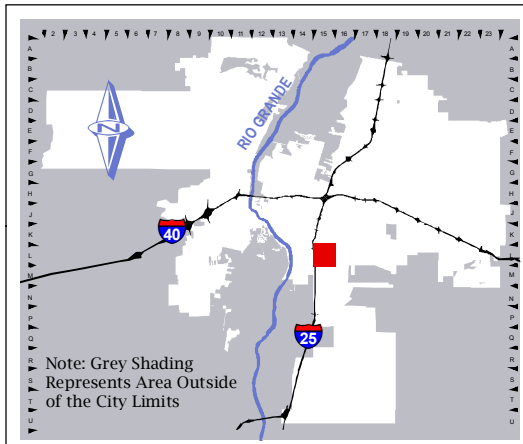 2 3 4 5 6 7 8 9 10 11 12 13 14 15 16 17 18 19 20 21 22 23
A A
B B
C C
D D
E E
F F
G G
H H
J J
K K
L L
M M
N N
P P
Q Q
R R
S S
T T
U U
N
RIO GRANDE
40
25
Note: Grey Shading
Represents Area Outside
of the City Limits